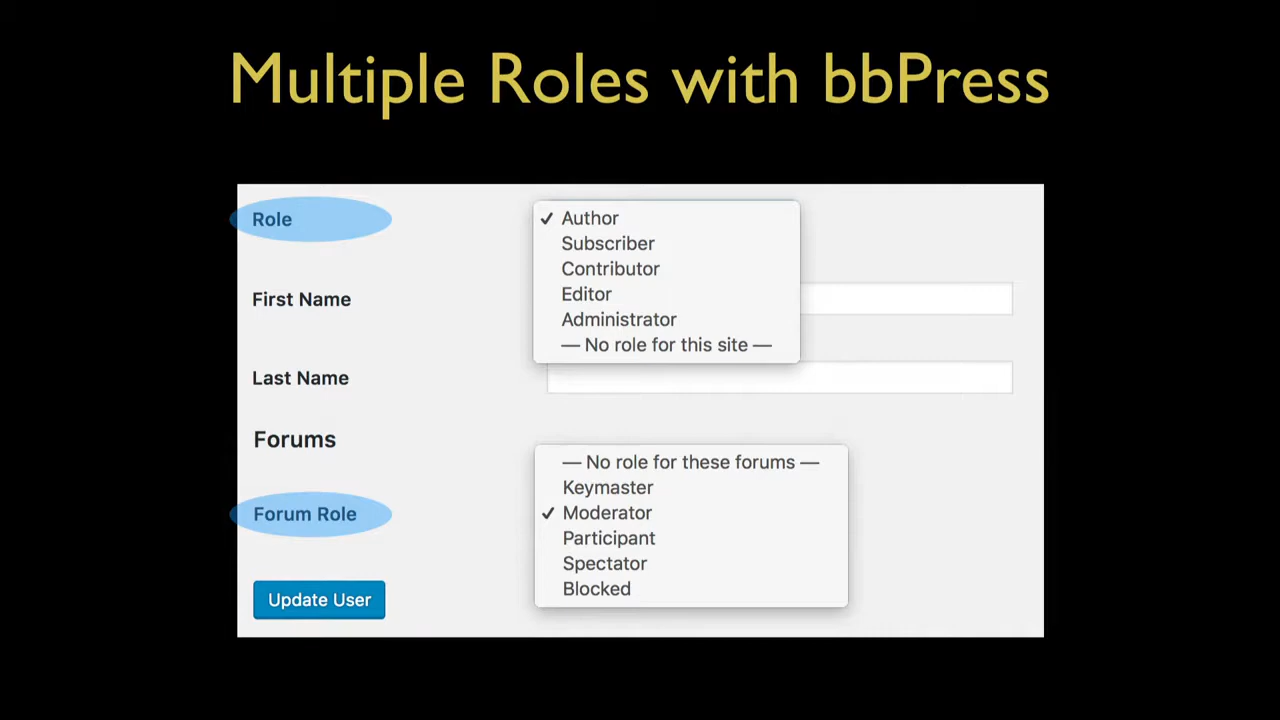 Multiple Roles with bbPress
Role
✓ Author
Subscriber
Contributor
Editor
Administrator
— No role for this site —
First Name
Last Name
Forums
— No role for these forums —
Keymaster
✓ Moderator
Participant
Spectator
Blocked
Forum Role
Update User